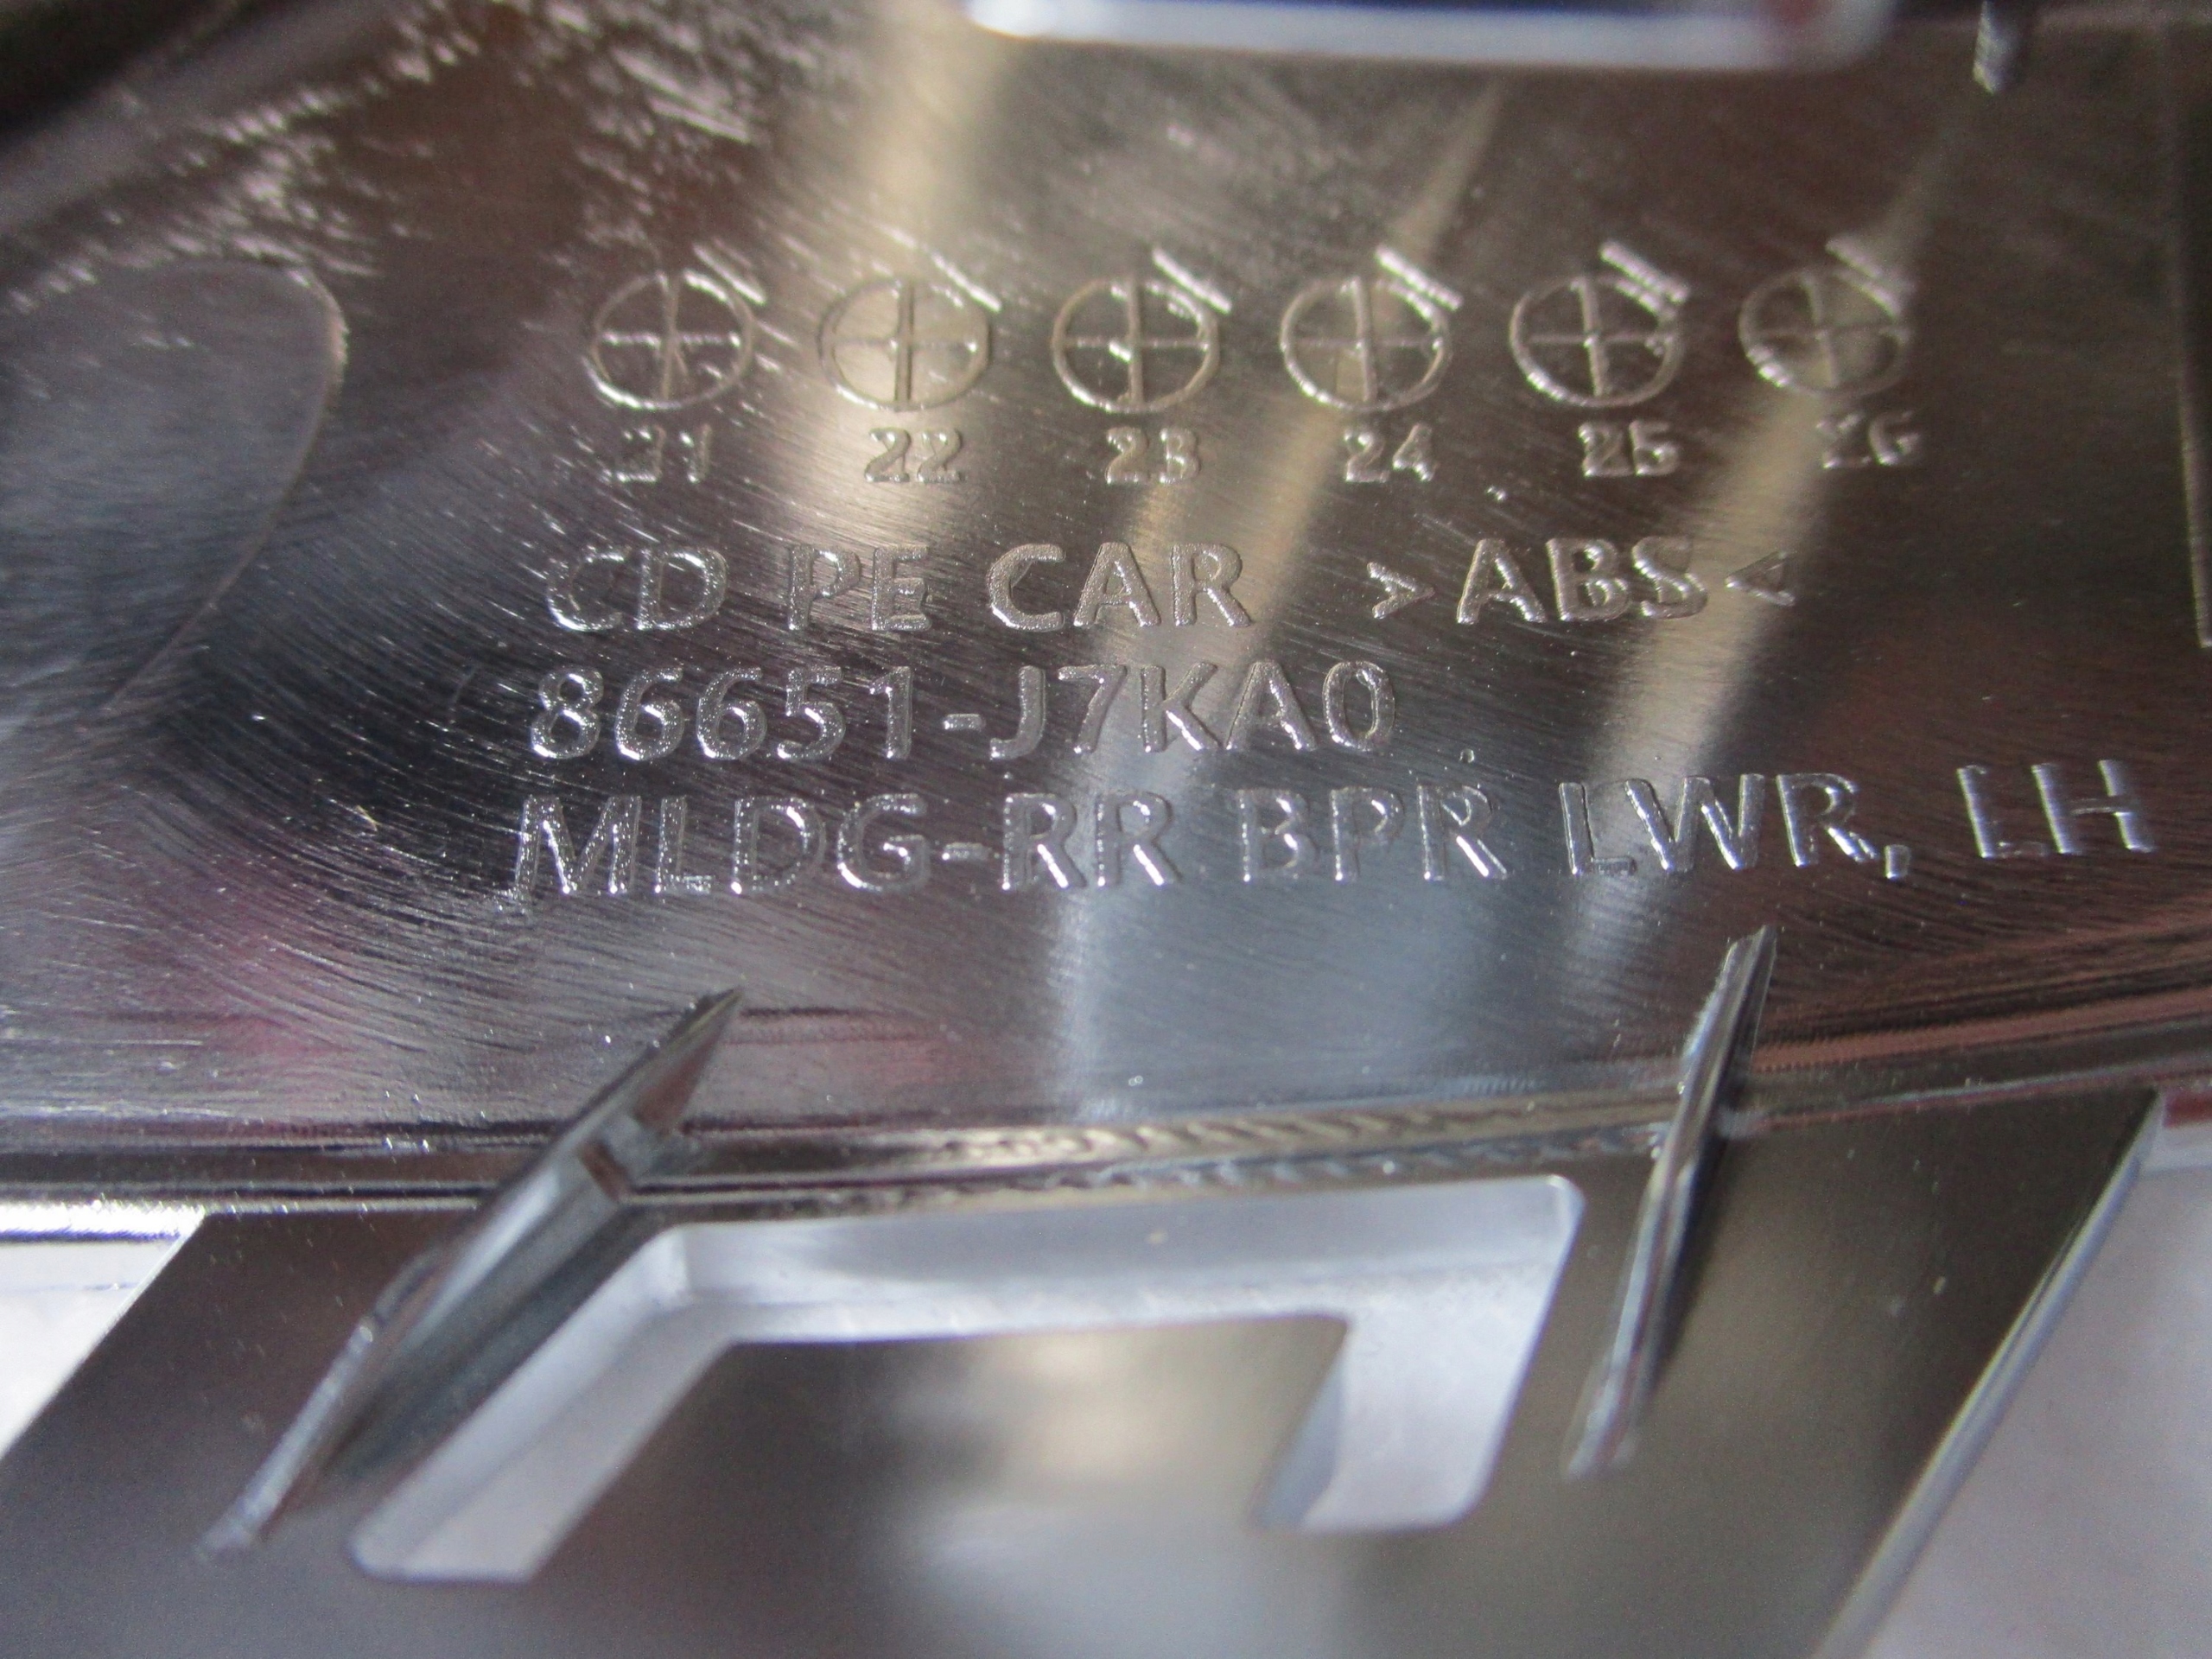 21 22 23 24 25 26
CD PE CAR >ABS<
86651-J7KA0
MLDG-RR BPR LWR, LH